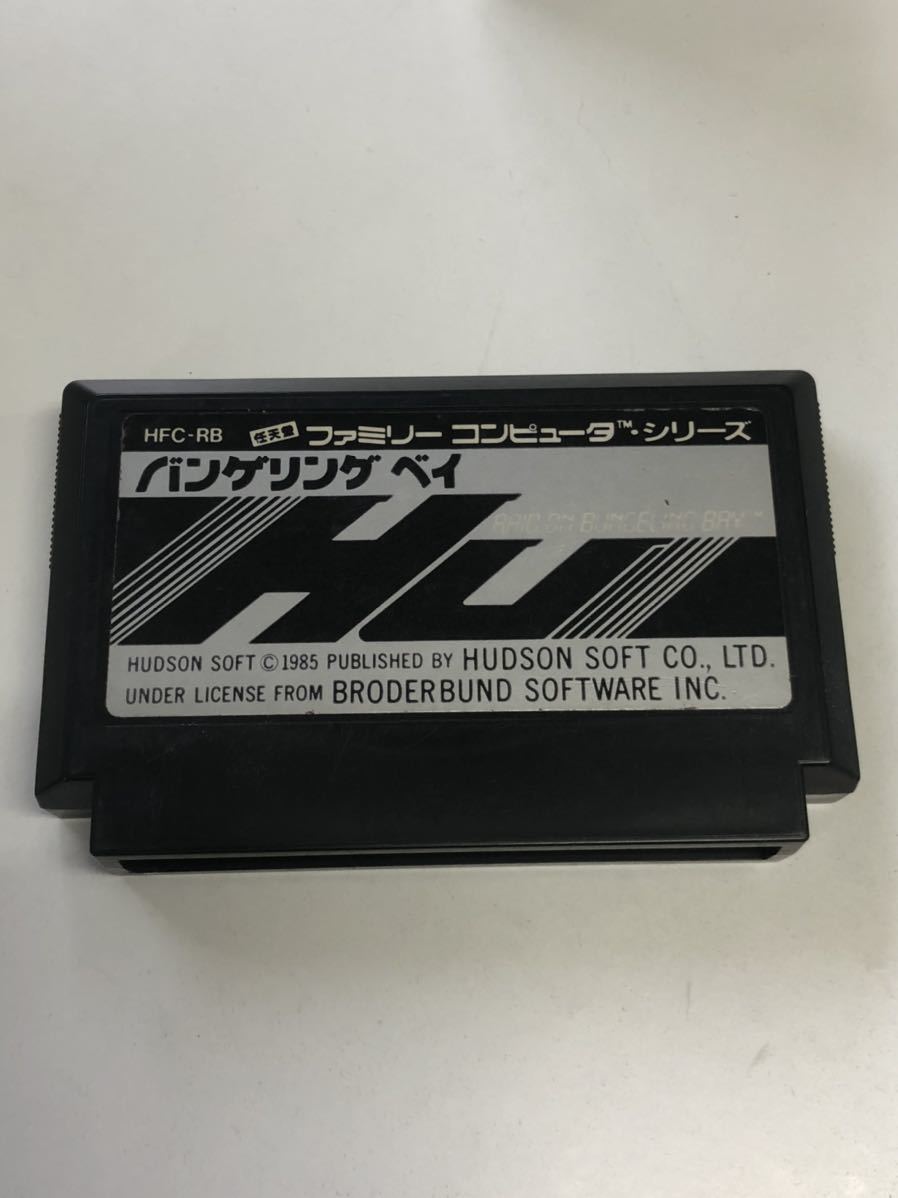 HFC-RB 任天堂 ファミリー コンピュータ™・シリーズ
バンゲリング ベイ
RAID ON BUNGELING BAY™
HU
HUDSON SOFT © 1985 PUBLISHED BY HUDSON SOFT CO., LTD.
UNDER LICENSE FROM BRODERBUND SOFTWARE INC.